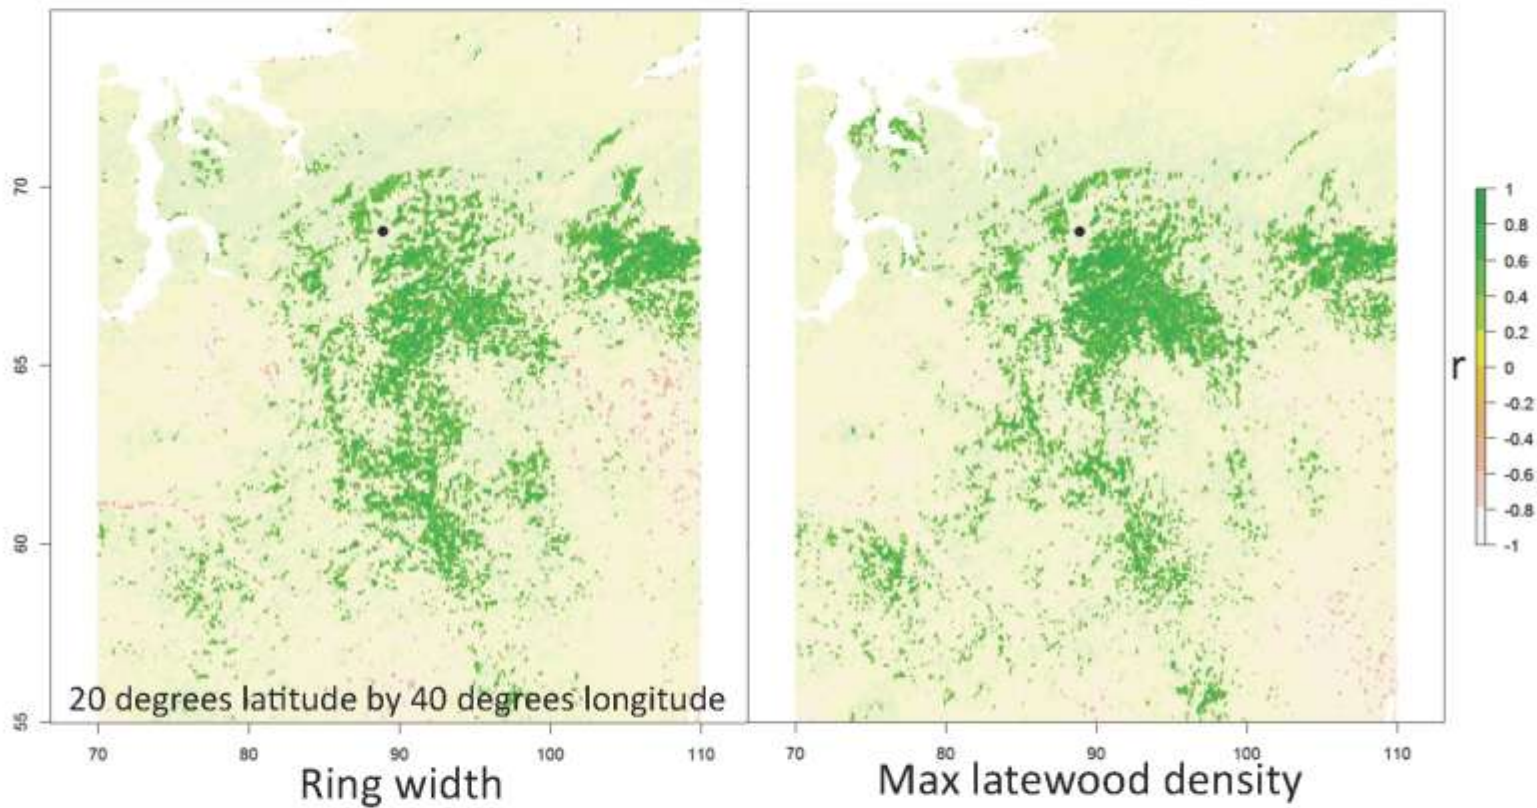 70
65
60
55
20 degrees latitude by 40 degrees longitude
70 80 90 100 110
Ring width
70 80 90 100 110
Max latewood density
r
1
0.8
0.6
0.4
0.2
0
-0.2
-0.4
-0.6
-0.8
-1